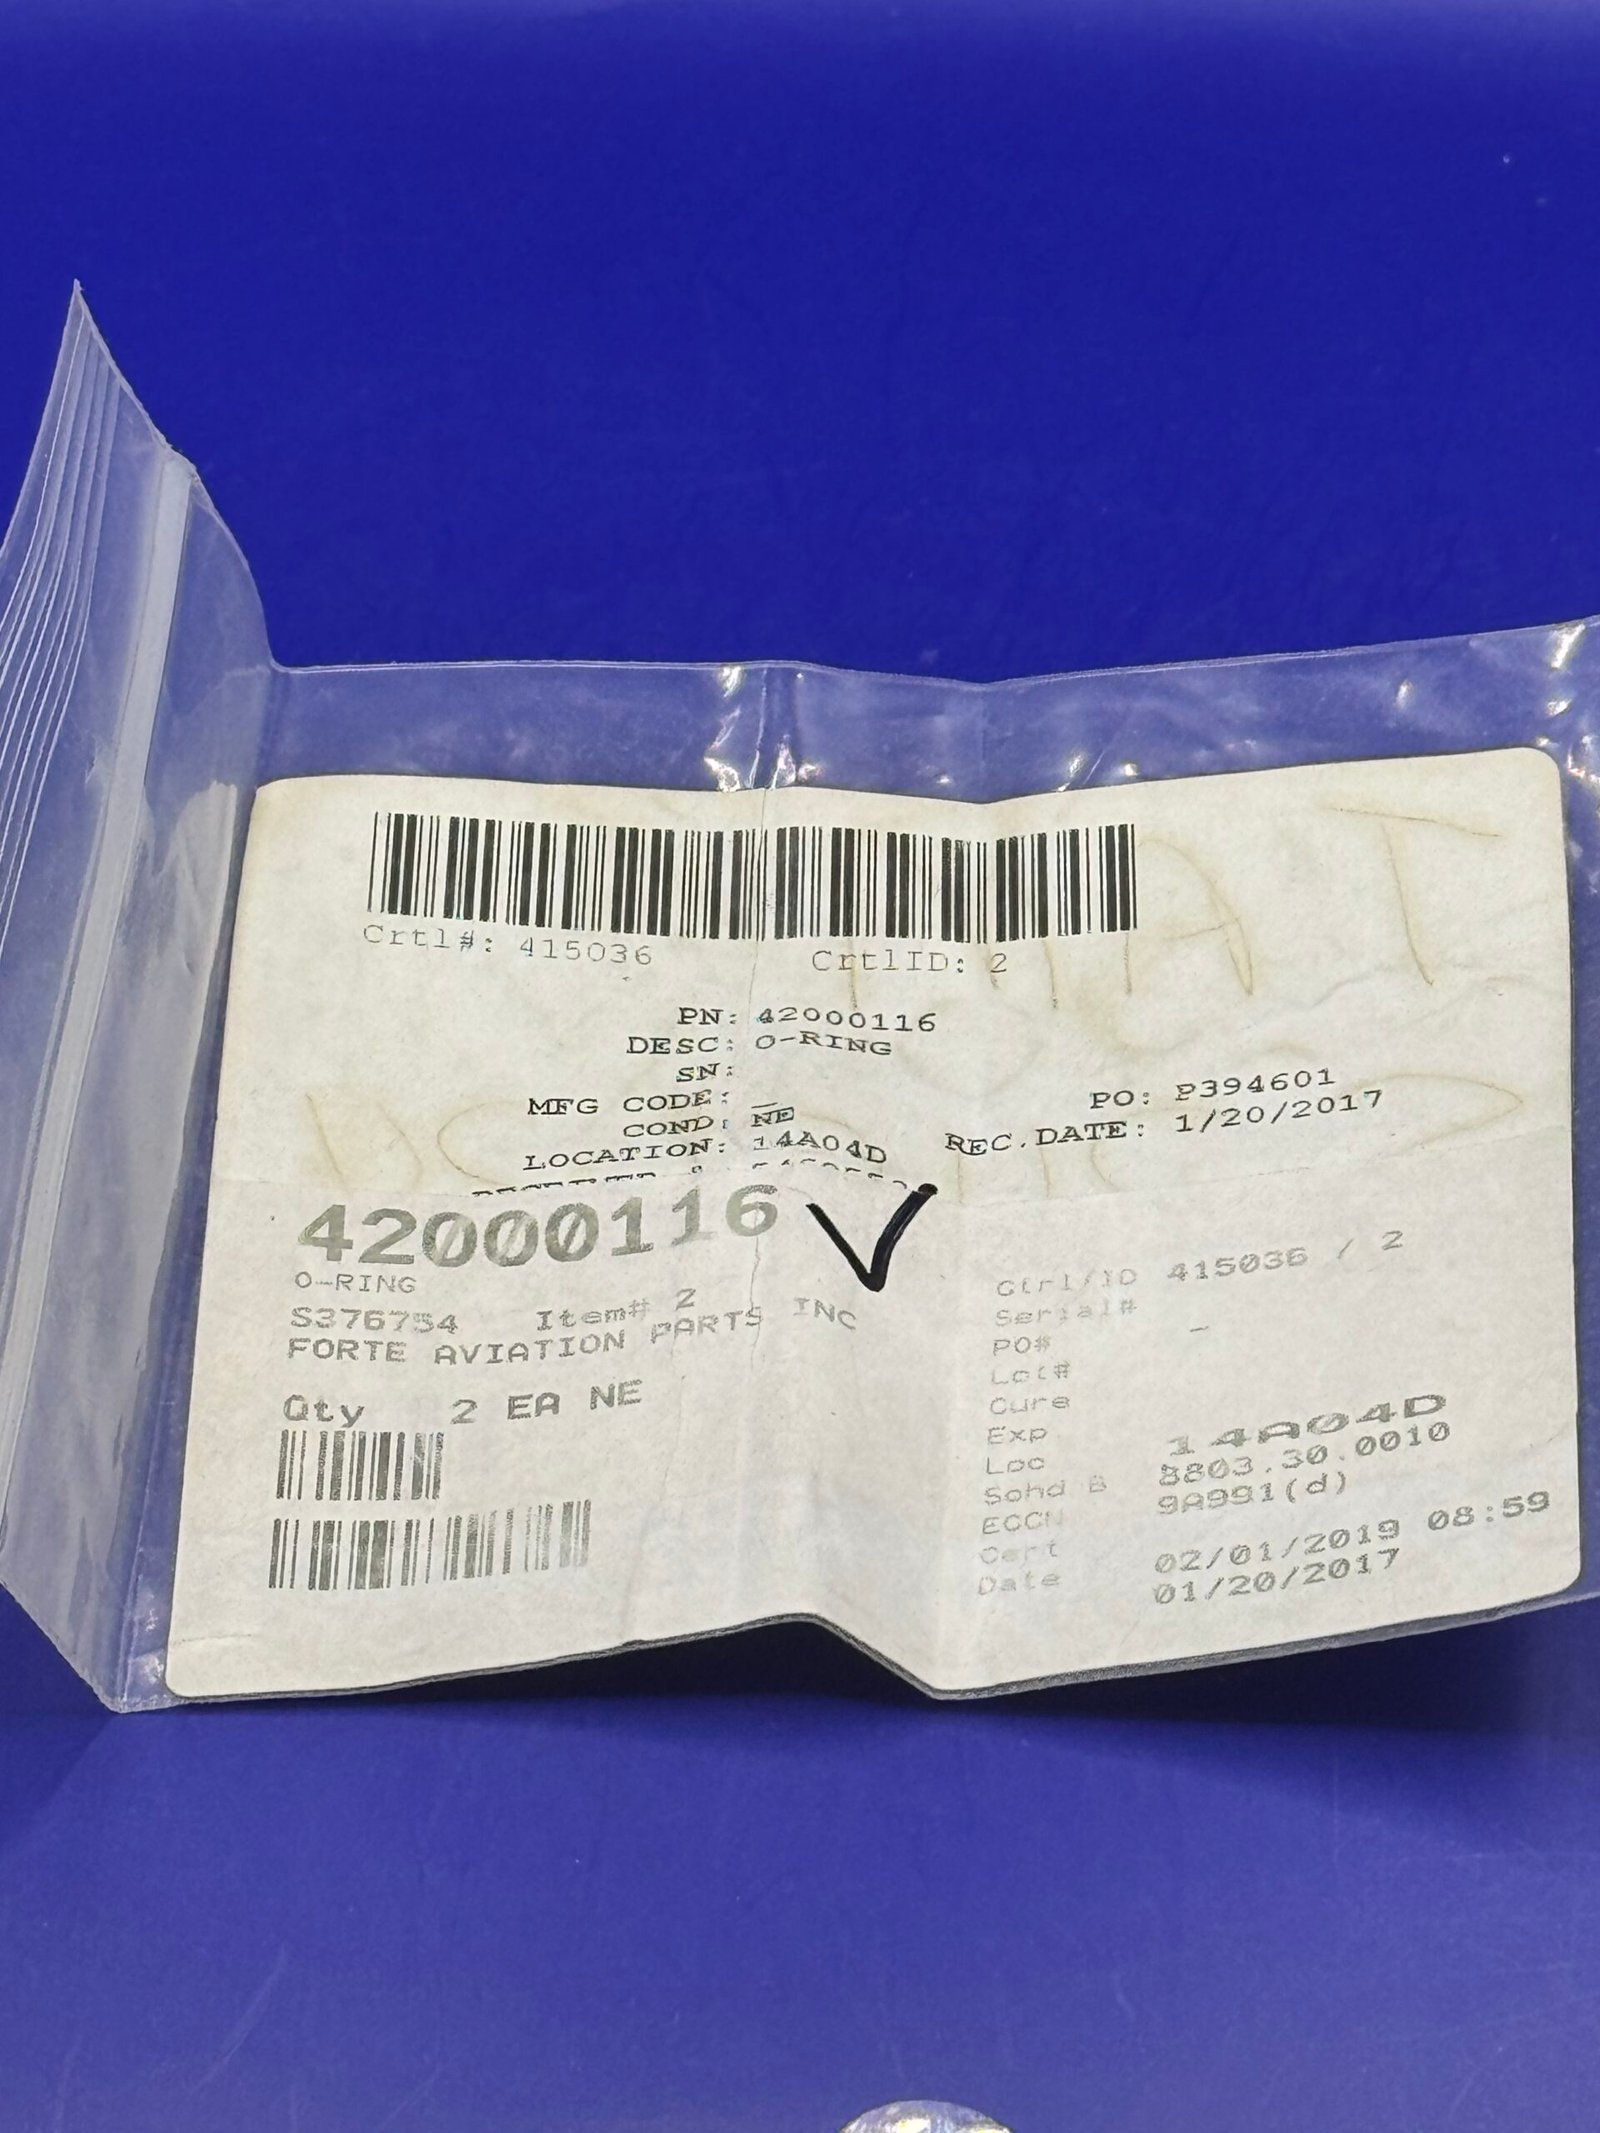 Crtl#: 415036 CrtlID: 2
PN: 42000116
DESC: O-RING
SN:
MFG CODE: _ PO: P394601
COND: NE REC.DATE: 1/20/2017
LOCATION: 14A04D
42000116
O-RING
S376754 Item# 2
FORTE AVIATION PARTS INC
Qty 2 EA NE
Ctrl/ID 415036 / 2
Serial#
PO# -
Lot#
Cure
Exp
Loc 14A04D
Schd B 8803.30.0010
ECCN 9A991(d)
Cert 02/01/2019 08:59
Date 01/20/2017